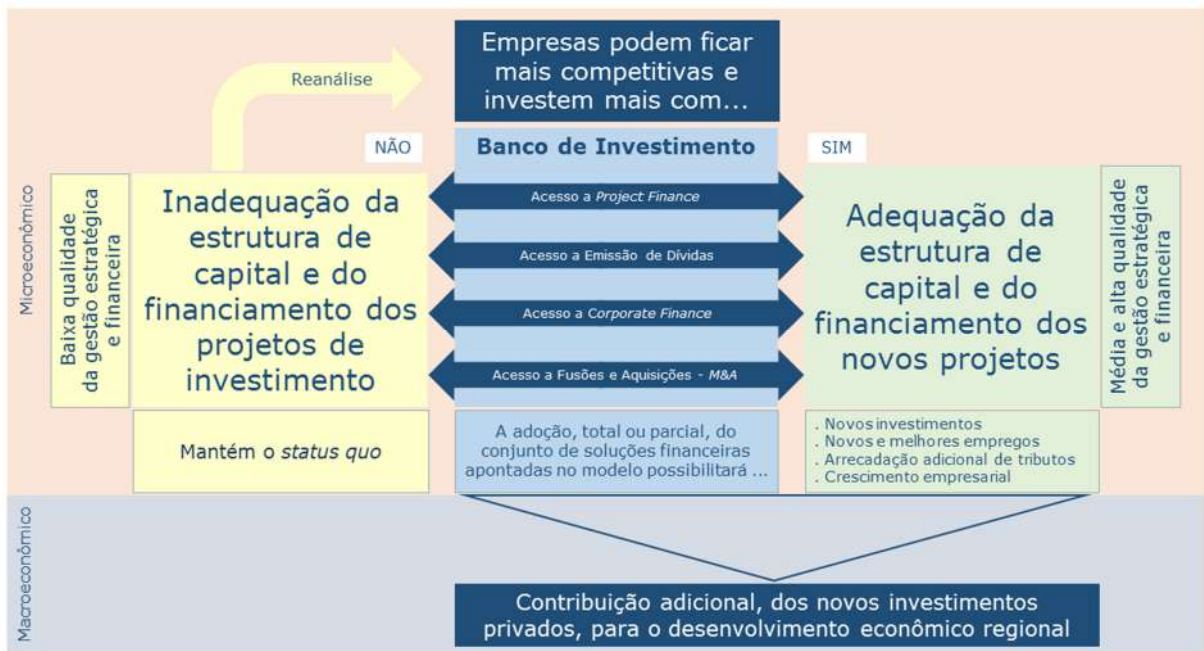 Empresas podem ficar
mais competitivas e
investem mais com...
Reanálise
NÃO
Banco de Investimento
SIM
Microeconômico
Baixa qualidade
da gestão estratégica
e financeira
Inadequação da
estrutura de
capital e do
financiamento dos
projetos de
investimento
Acesso a Project Finance
Acesso a Emissão de Dívidas
Acesso a Corporate Finance
Acesso a Fusões e Aquisições - M&A
Adequação da
estrutura de
capital e do
financiamento dos
novos projetos
Média e alta qualidade
da gestão estratégica
e financeira
Mantém o status quo
A adoção, total ou parcial, do
conjunto de soluções financeiras
apontadas no modelo possibilitará ...
. Novos investimentos
. Novos e melhores empregos
. Arrecadação adicional de tributos
. Crescimento empresarial
Macroeconômico
Contribuição adicional, dos novos investimentos
privados, para o desenvolvimento econômico regional